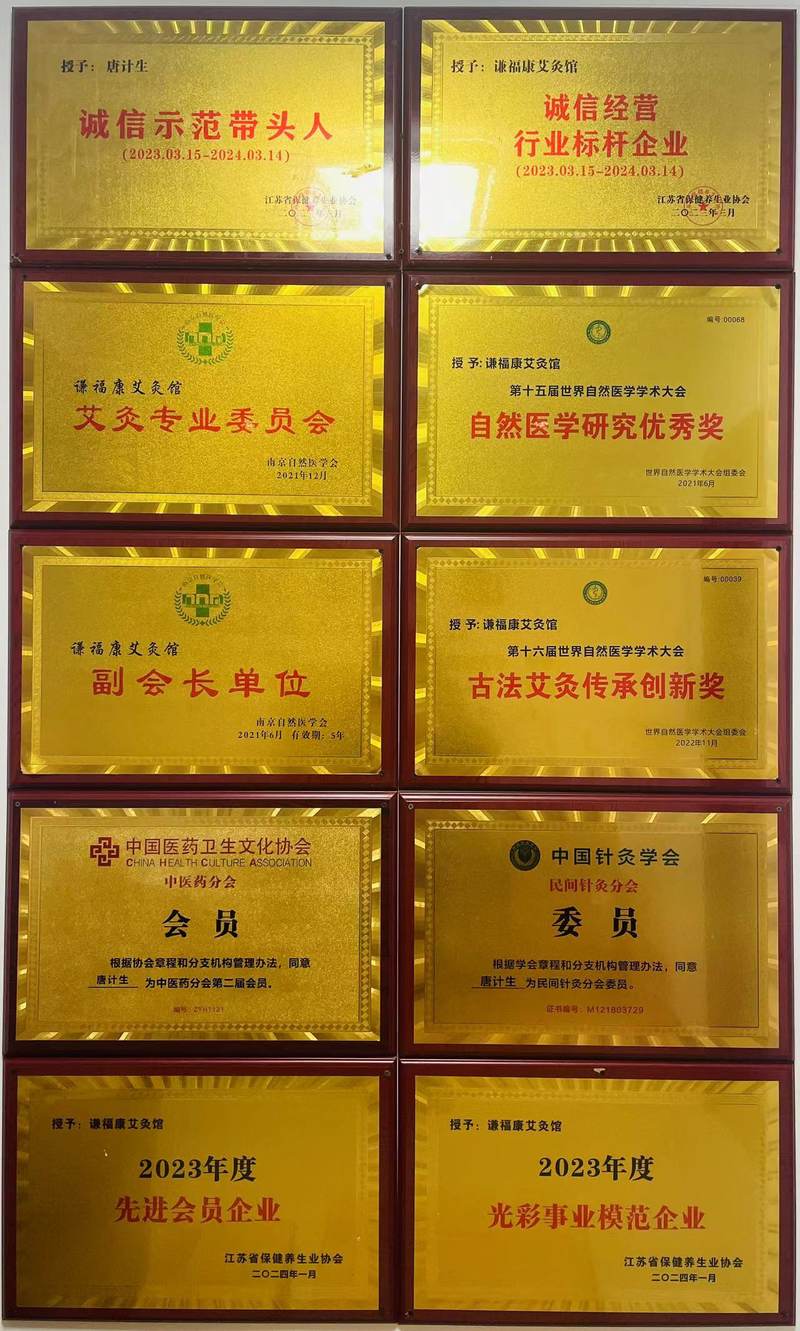 授予：唐计生
诚信示范带头人
(2023.03.15-2024.03.14)
江苏省保健养生业协会
授予：谦福康艾灸馆
诚信经营
行业标杆企业
(2023.03.15-2024.03.14)
江苏省保健养生业协会
二〇二三年三月
谦福康艾灸馆
艾灸专业委员会
南京自然医学会
2021年12月
编号:00068
授予:谦福康艾灸馆
第十五届世界自然医学学术大会
自然医学研究优秀奖
世界自然医学学术大会组委会
2021年6月
谦福康艾灸馆
副会长单位
南京自然医学会
2021年6月 有效期：5年
编号:00039
授予:谦福康艾灸馆
第十六届世界自然医学学术大会
古法艾灸传承创新奖
世界自然医学学术大会组委会
2022年11月
中国医药卫生文化协会
CHINA HEALTH CULTURE ASSOCIATION
中医药分会
会员
根据协会章程和分支机构管理办法，同意
唐计生 为中医药分会第二届会员。
编号：ZYH1121
中国针灸学会
民间针灸分会
委员
根据学会章程和分支机构管理办法，同意
唐计生 为民间针灸分会委员。
证书编号：M121803729
授予：谦福康艾灸馆
2023年度
先进会员企业
江苏省保健养生业协会
二〇二四年一月
授予：谦福康艾灸馆
2023年度
光彩事业模范企业
江苏省保健养生业协会
二〇二四年一月